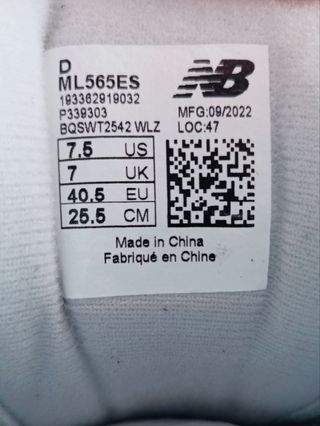 D
ML565ES
193362919032
P339303
BQSWT2542 WLZ
NB
MFG:09/2022
LOC:47
7.5 US
7 UK
40.5 EU
25.5 CM
Made in China
Fabriqué en Chine